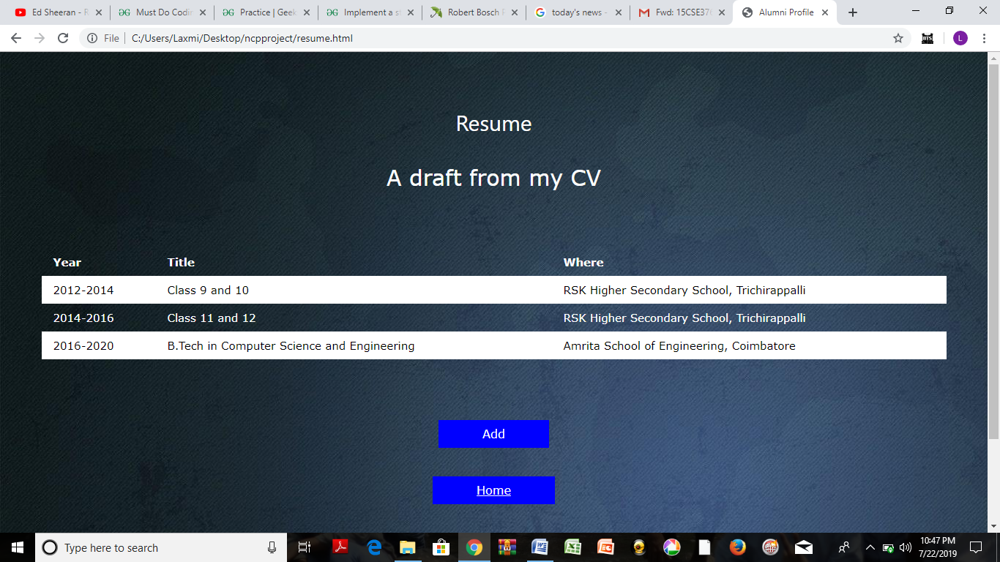 Ed Sheeran - R
Must Do Codin
Practice | Geek
Implement a st
Robert Bosch P
today's news -
Fwd: 15CSE376
Alumni Profile
File
C:/Users/Laxmi/Desktop/ncpproject/resume.html
BTS
L
Resume
A draft from my CV
Year Title Where
2012-2014 Class 9 and 10 RSK Higher Secondary School, Trichirappalli
2014-2016 Class 11 and 12 RSK Higher Secondary School, Trichirappalli
2016-2020 B.Tech in Computer Science and Engineering Amrita School of Engineering, Coimbatore
Add
Home
Type here to search
10:47 PM
7/22/2019